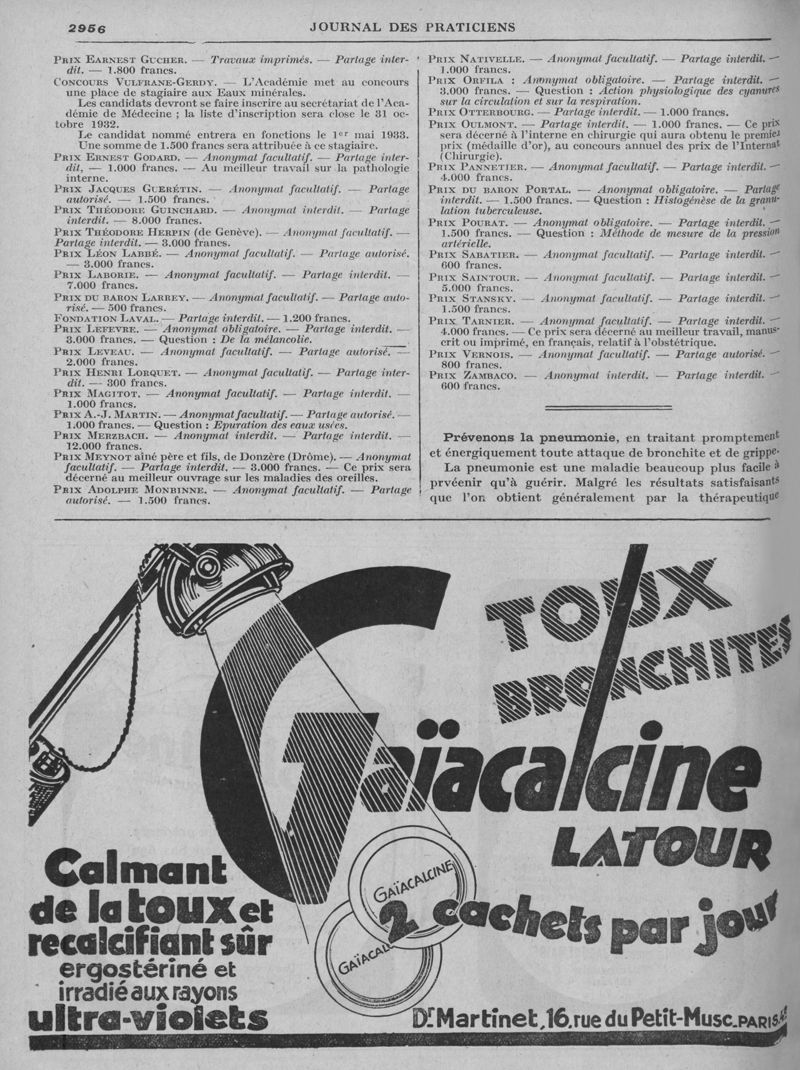 2956
JOURNAL DES PRATICIENS
PRIX EARNEST GUCHER. — Travaux imprimés. — Partage inter-
dit. — 1.800 francs.
CONCOURS VULFRANE-GERDY. — L'Académie met au concours
une place de stagiaire aux Eaux minérales.
Les candidats devront se faire inscrire au secrétariat de l'Aca-
démie de Médecine ; la liste d'inscription sera close le 31 oc-
tobre 1932.
Le candidat nommé entrera en fonctions le 1er mai 1933.
Une somme de 1.500 francs sera attribuée à ce stagiaire.
PRIX ERNEST GODARD. — Anonymat facultatif. — Partage inter-
dit, — 1.000 francs. — Au meilleur travail sur la pathologie
interne.
PRIX JACQUES GUERÉTIN. — Anonymat facultatif. — Partage
autorisé. — 1.500 francs.
PRIX THÉODORE GUINCHARD. — Anonymat interdit. — Partage
interdit. — 8.000 francs.
PRIX THÉODORE HERPIN (de Genève). — Anonymat facultatif. —
Partage interdit. — 3.000 francs.
PRIX LÉON LABBÉ. — Anonymat facultatif. — Partage autorisé.
— 3.000 francs.
PRIX LABORIE. — Anonymat facultatif. — Partage interdit. —
7.000 francs.
PRIX DU BARON LARREY. — Anonymat facultatif. — Partage auto-
risé. — 500 francs.
FONDATION LAVAL. — Partage interdit. — 1.200 francs.
PRIX LEFEVRE. — Anonymat obligatoire. — Partage interdit. —
3.000 francs. — Question : De la mélancolie.
PRIX LEVEAU. — Anonymat facultatif. — Partage autorisé. —
2.000 francs.
PRIX HENRI LORQUET. — Anonymat facultatif. — Partage inter-
dit. — 300 francs.
PRIX MAGITOT. — Anonymat facultatif. — Partage interdit. —
1.000 francs.
PRIX A.-J. MARTIN. — Anonymat facultatif. — Partage autorisé. —
1.000 francs. — Question : Epuration des eaux usées.
PRIX MERZBACH. — Anonymat interdit. — Partage interdit. —
12.000 francs.
PRIX MEYNOT aîné père et fils, de Donzère (Drôme). — Anonymat
facultatif. — Partage interdit. — 3.000 francs. — Ce prix sera
décerné au meilleur ouvrage sur les maladies des oreilles.
PRIX ADOLPHE MONBINNE. — Anonymat facultatif. — Partage
autorisé. — 1.500 francs.
PRIX NATIVELLE. — Anonymat facultatif. — Partage interdit. —
1.000 francs.
PRIX ORFILA : Anonymat obligatoire. — Partage interdit. —
3.000 francs. — Question : Action physiologique des cyanures
sur la circulation et sur la respiration.
PRIX OTTERBOURG. — Partage interdit. — 1.000 francs.
PRIX OULMONT. — Partage interdit. — 1.000 francs. — Ce prix
sera décerné à l'interne en chirurgie qui aura obtenu le premier
prix (médaille d'or), au concours annuel des prix de l'Internat
(Chirurgie).
PRIX PANNETIER. — Anonymat facultatif. — Partage interdit. —
4.000 francs.
PRIX DU BARON PORTAL. — Anonymat obligatoire. — Partage
interdit. — 1.500 francs. — Question : Histogénèse de la granu-
lation tuberculeuse.
PRIX POURAT. — Anonymat obligatoire. — Partage interdit. —
1.500 francs. — Question : Méthode de mesure de la pression
artérielle.
PRIX SABATIER. — Anonymat facultatif. — Partage interdit. —
600 francs.
PRIX SAINTOUR. — Anonymat facultatif. — Partage interdit. —
5.000 francs.
PRIX STANSKY. — Anonymat facultatif. — Partage interdit. —
1.500 francs.
PRIX TARNIER. — Anonymat facultatif. — Partage interdit. —
4.000 francs. — Ce prix sera décerné au meilleur travail, manus-
crit ou imprimé, en français, relatif à l'obstétrique.
PRIX VERNOIS. — Anonymat facultatif. — Partage autorisé. —
800 francs.
PRIX ZAMBACO. — Anonymat interdit. — Partage interdit. —
600 francs.
Prévenons la pneumonie, en traitant promptement
et énergiquement toute attaque de bronchite et de grippe.
La pneumonie est une maladie beaucoup plus facile à
prvéenir qu'à guérir. Malgré les résultats satisfaisants
que l'on obtient généralement par la thérapeutique
TOUX
BRONCHITES
Gaïacalcine
LATOUR
Calmant
de la toux et
recalcifiant sûr
ergostériné et
irradié aux rayons
ultra-violets
GAÏACALCINE
GAÏACAL
2 cachets par jour
Dr Martinet, 16, rue du Petit-Musc_PARIS